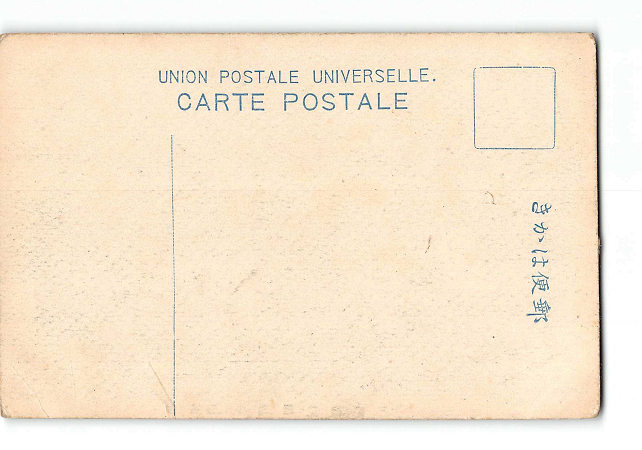 UNION POSTALE UNIVERSELLE.
CARTE POSTALE
きかは便郵